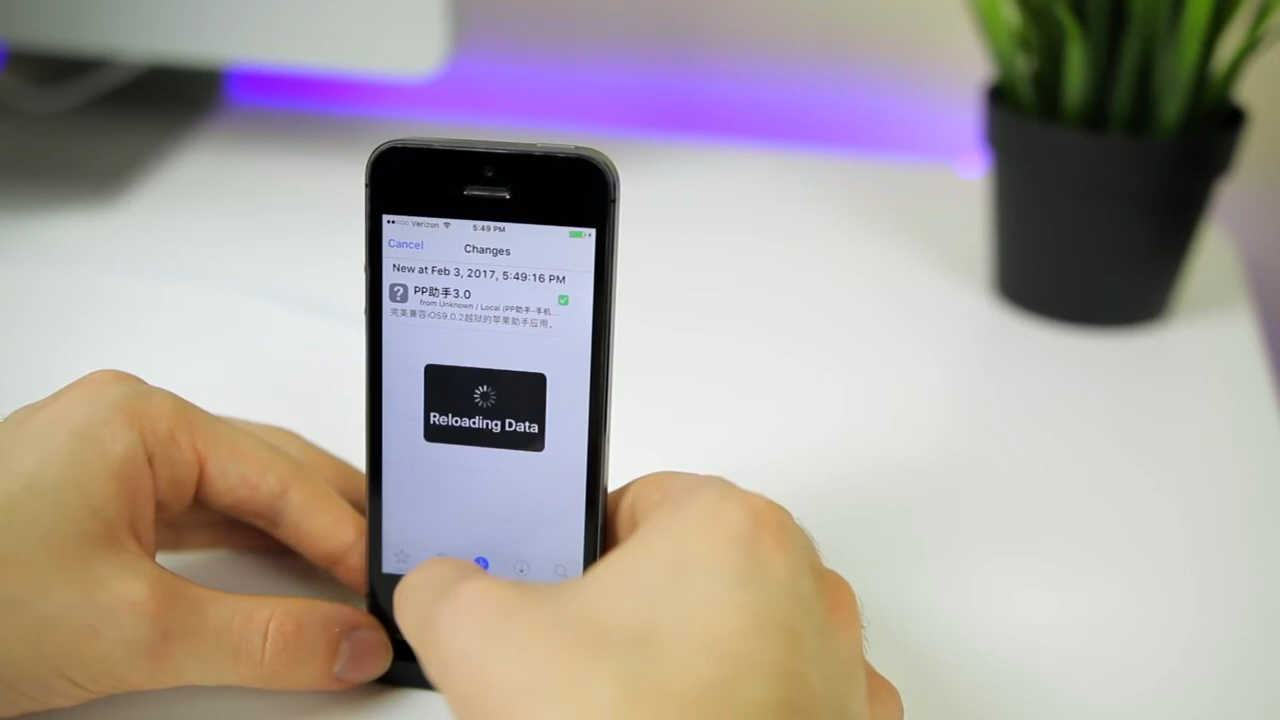 Verizon 5:49 PM
Cancel Changes
New at Feb 3, 2017, 5:49:16 PM
PP助手3.0
from Unknown / Local (PP助手-手机...
完美兼容iOS9.0.2越狱的苹果助手应用。
Reloading Data